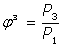 φ³ = P₃ / P₁